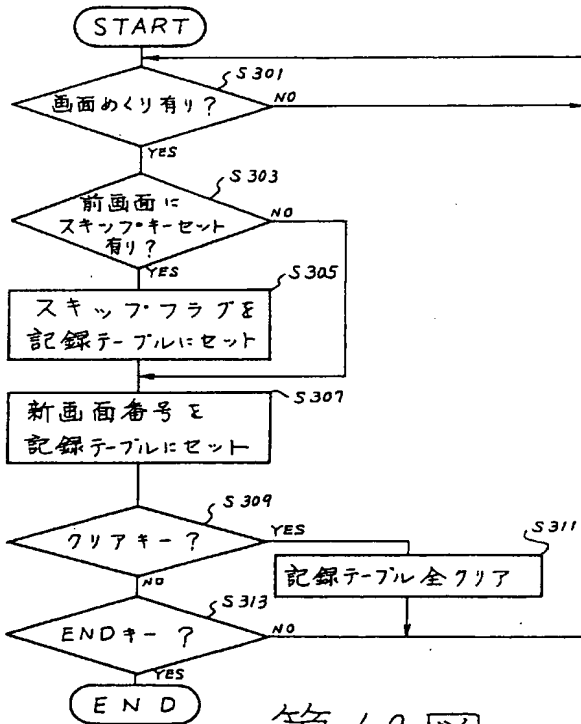 START
S301
画面めくり有り?
NO
YES
S303
前画面に
スキップキーセット
有り?
NO
YES
S305
スキップフラグを
記録テーブルにセット
S307
新画面番号を
記録テーブルにセット
S309
クリアキー?
YES
NO
S311
記録テーブル全クリア
S313
ENDキー?
NO
YES
END